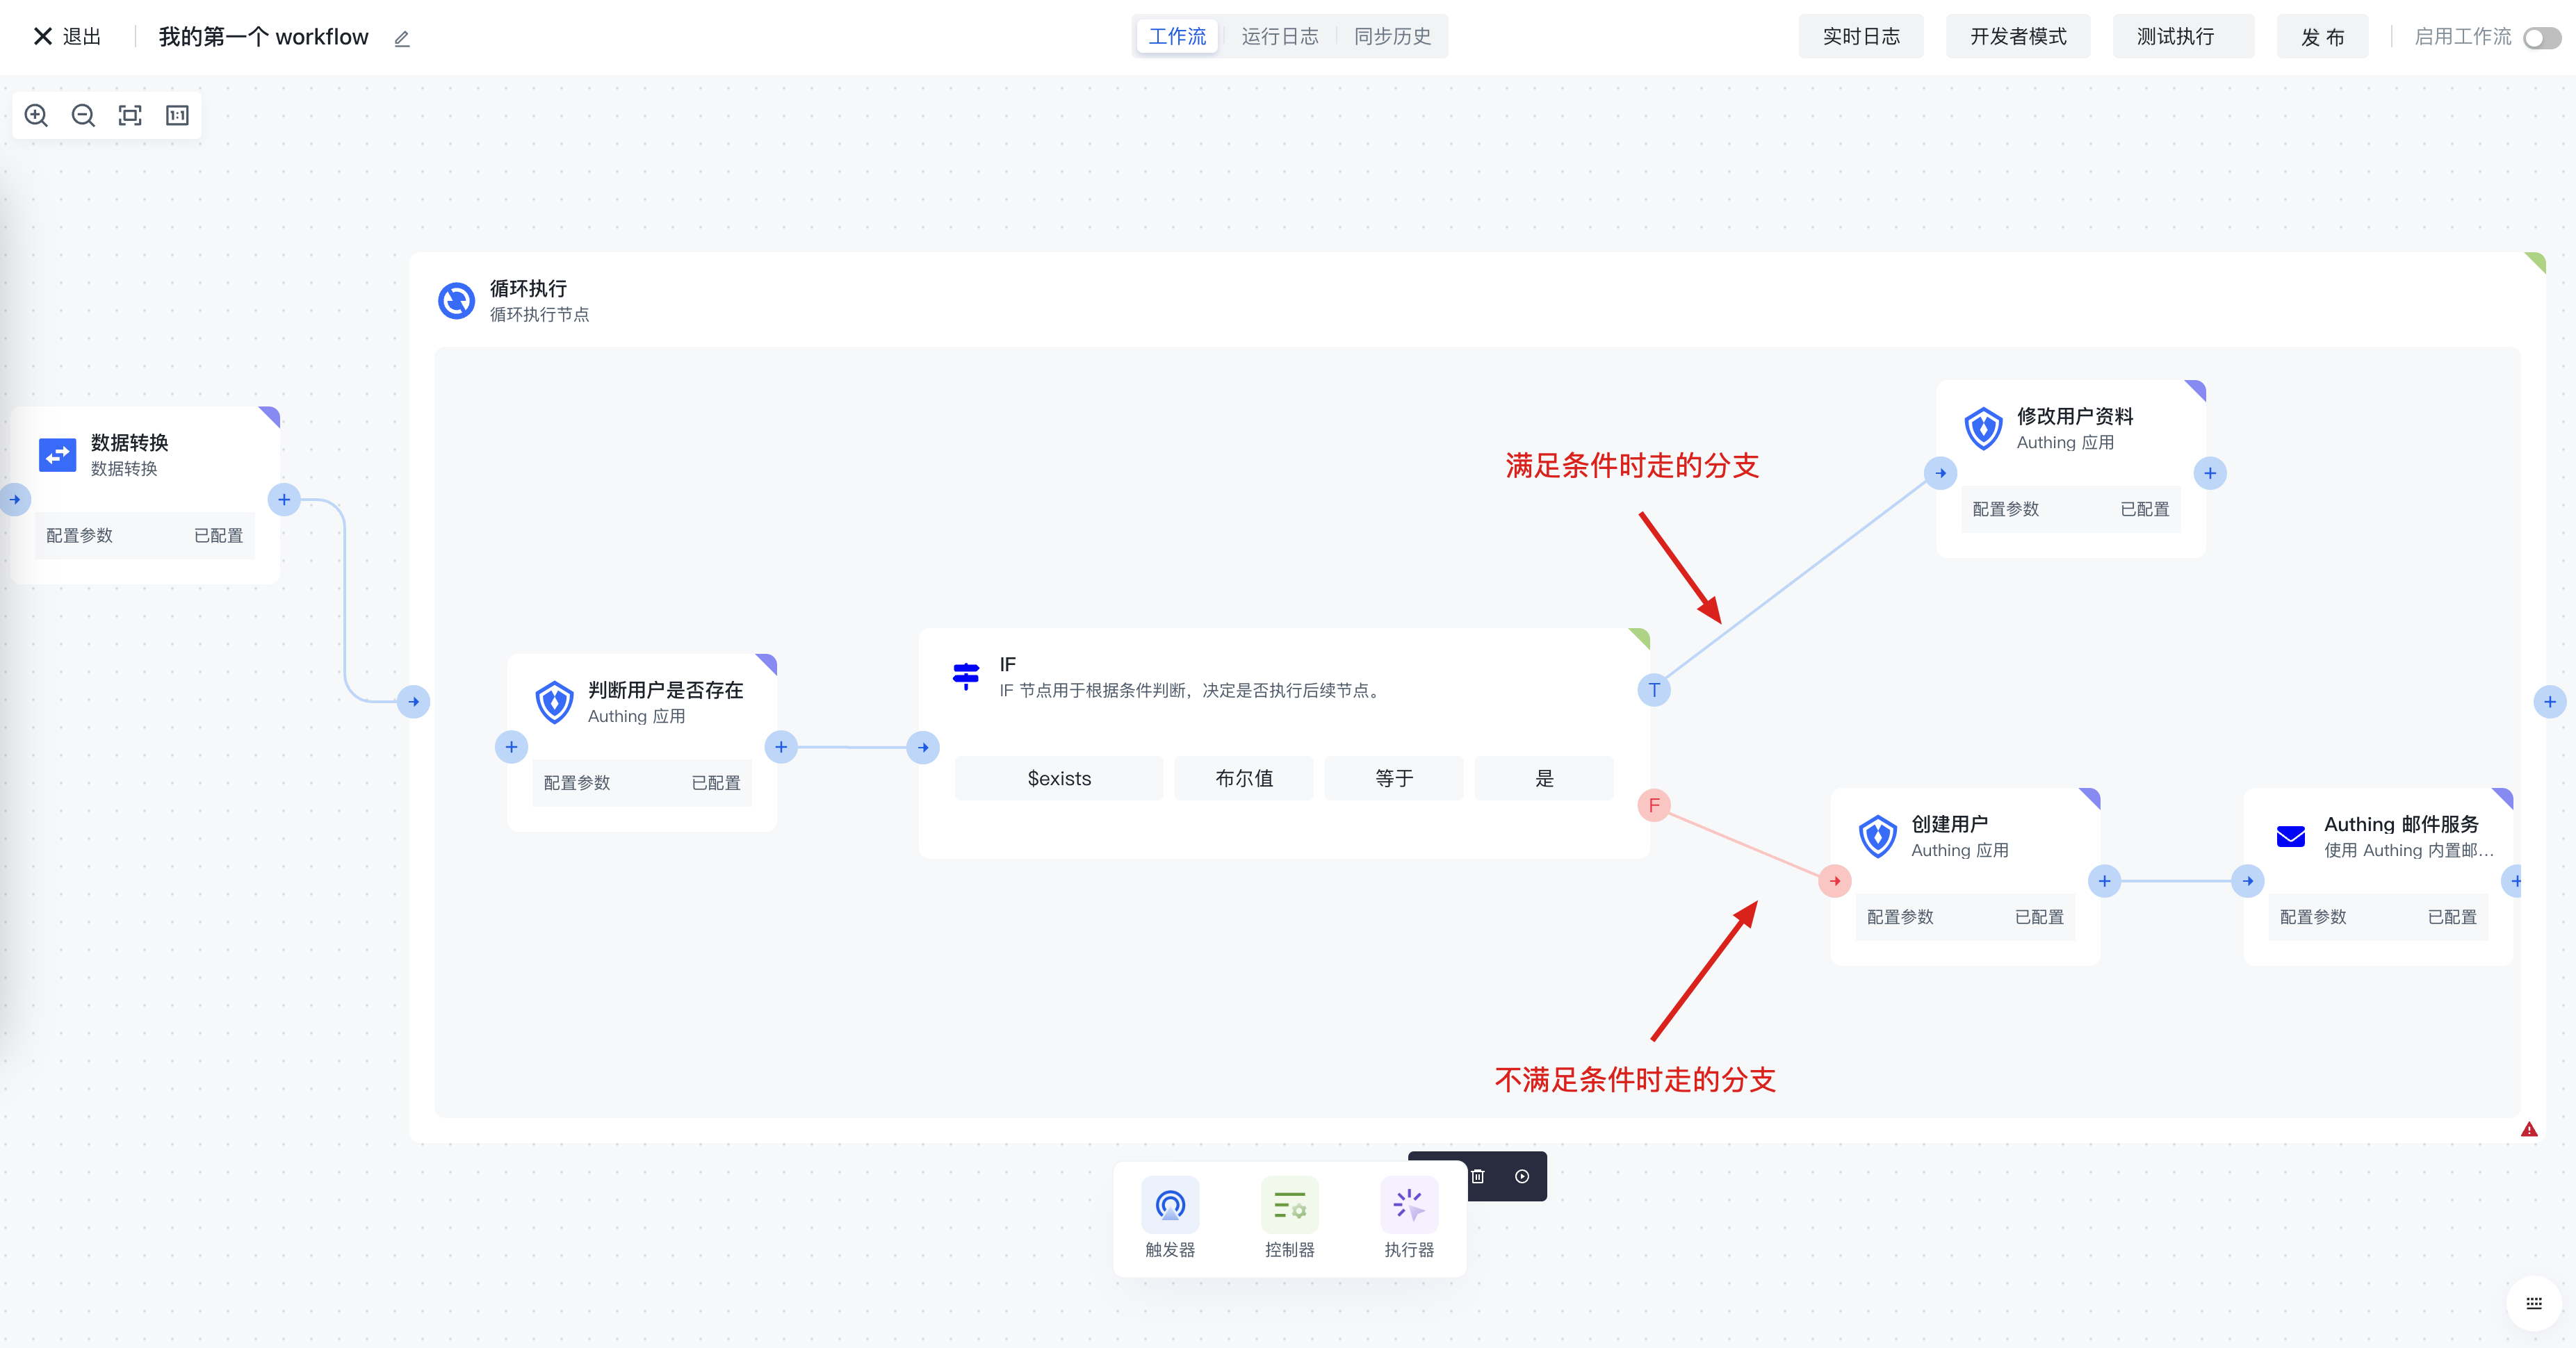 退出
我的第一个 workflow
工作流
运行日志
同步历史
实时日志
开发者模式
测试执行
发 布
启用工作流
1:1
循环执行
循环执行节点
数据转换
数据转换
配置参数
已配置
修改用户资料
Authing 应用
配置参数
已配置
满足条件时走的分支
判断用户是否存在
Authing 应用
配置参数
已配置
IF
IF 节点用于根据条件判断，决定是否执行后续节点。
$exists
布尔值
等于
是
T
F
创建用户
Authing 应用
配置参数
已配置
Authing 邮件服务
使用 Authing 内置邮...
配置参数
已配置
不满足条件时走的分支
触发器
控制器
执行器